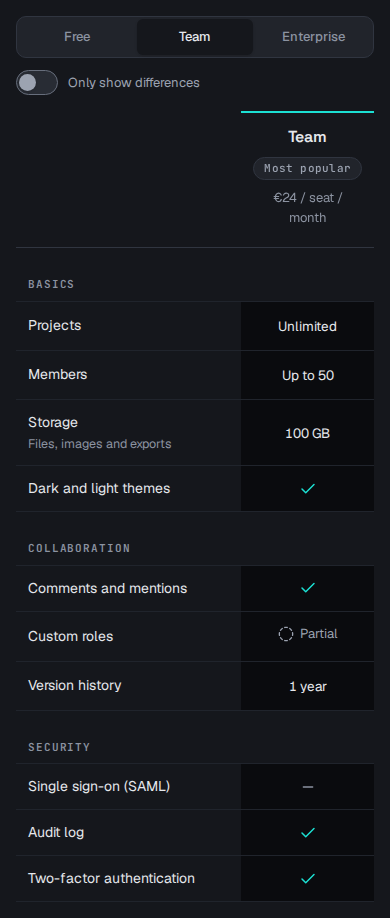 Free Team Enterprise
Only show differences
Team
Most popular
€24 / seat /
month
BASICS
Projects Unlimited
Members Up to 50
Storage
Files, images and exports
100 GB
Dark and light themes
COLLABORATION
Comments and mentions
Custom roles Partial
Version history 1 year
SECURITY
Single sign-on (SAML) –
Audit log
Two-factor authentication